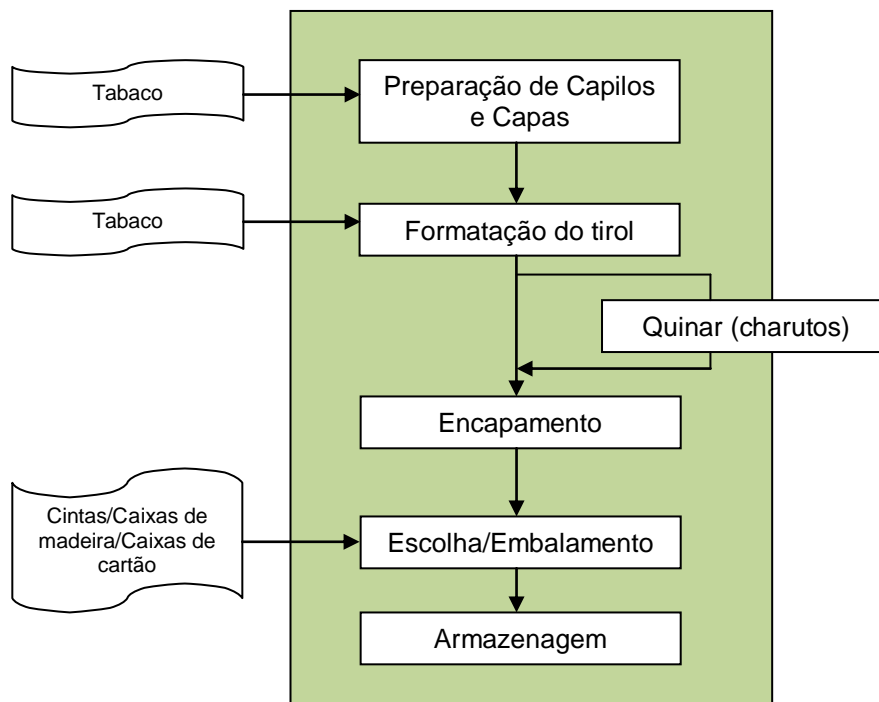 Tabaco
Preparação de Capilos
e Capas
Tabaco
Formatação do tirol
Quinar (charutos)
Encapamento
Cintas/Caixas de
madeira/Caixas de
cartão
Escolha/Embalamento
Armazenagem